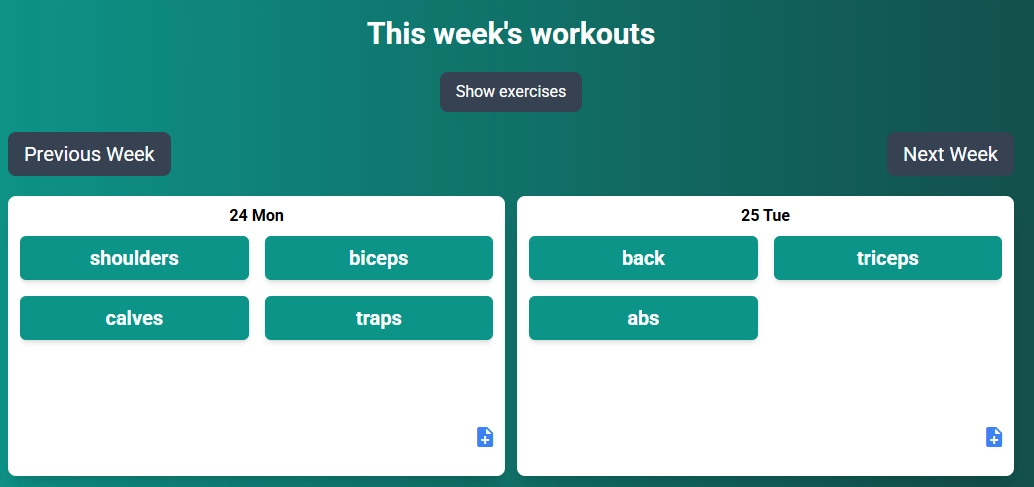 This week's workouts
Show exercises
Previous Week
Next Week
24 Mon
shoulders
biceps
calves
traps
25 Tue
back
triceps
abs